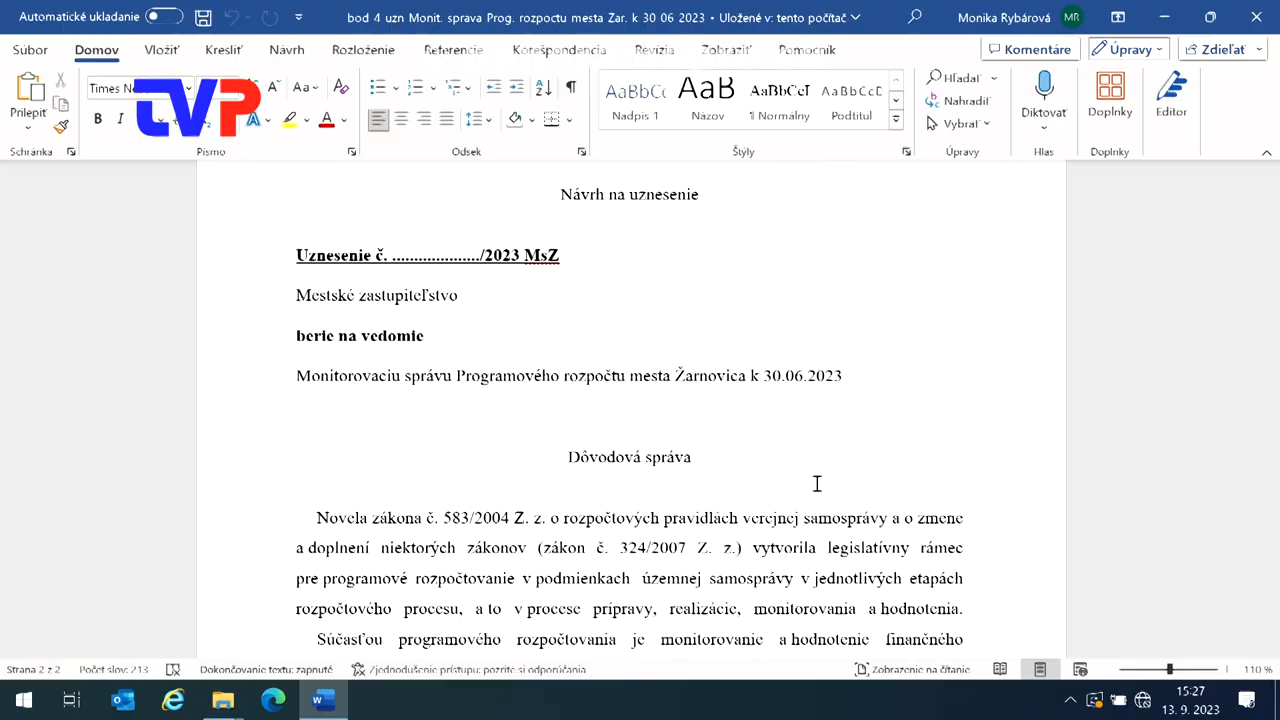 Automatické ukladanie
bod 4 uzn Monit. sprava Prog. rozpoctu mesta Zar. k 30 06 2023 • Uložené v: tento počítač
Monika Rybárová MR
Súbor Domov Vložiť Kresliť Návrh Rozloženie Referencie Korešpondencia Revízia Zobraziť Pomocník
Komentáre Úpravy Zdieľať
Prilepiť
Times Ne
TVP
B I
Aa
AaBbCc AaB AaBbCcI AaBbCcD
Nadpis 1 Názov ¶ Normálny Podtitul
Hľadať
Nahradiť
Vybrať
Diktovať Doplnky Editor
Schránka Písmo Odsek Štýly Úpravy Hlas Doplnky
Návrh na uznesenie
Uznesenie č. ..................../2023 MsZ
Mestské zastupiteľstvo
berie na vedomie
Monitorovaciu správu Programového rozpočtu mesta Žarnovica k 30.06.2023
Dôvodová správa
Novela zákona č. 583/2004 Z. z. o rozpočtových pravidlách verejnej samosprávy a o zmene
a doplnení niektorých zákonov (zákon č. 324/2007 Z. z.) vytvorila legislatívny rámec
pre programové rozpočtovanie v podmienkach územnej samosprávy v jednotlivých etapách
rozpočtového procesu, a to v procese prípravy, realizácie, monitorovania a hodnotenia.
Súčasťou programového rozpočtovania je monitorovanie a hodnotenie finančného
Strana 2 z 2 Počet slov: 213 Dokončovanie textu: zapnuté Zjednodušenie prístupu: pozrite si odporúčania Zobrazenie na čítanie 110 %
15:27
13. 9. 2023